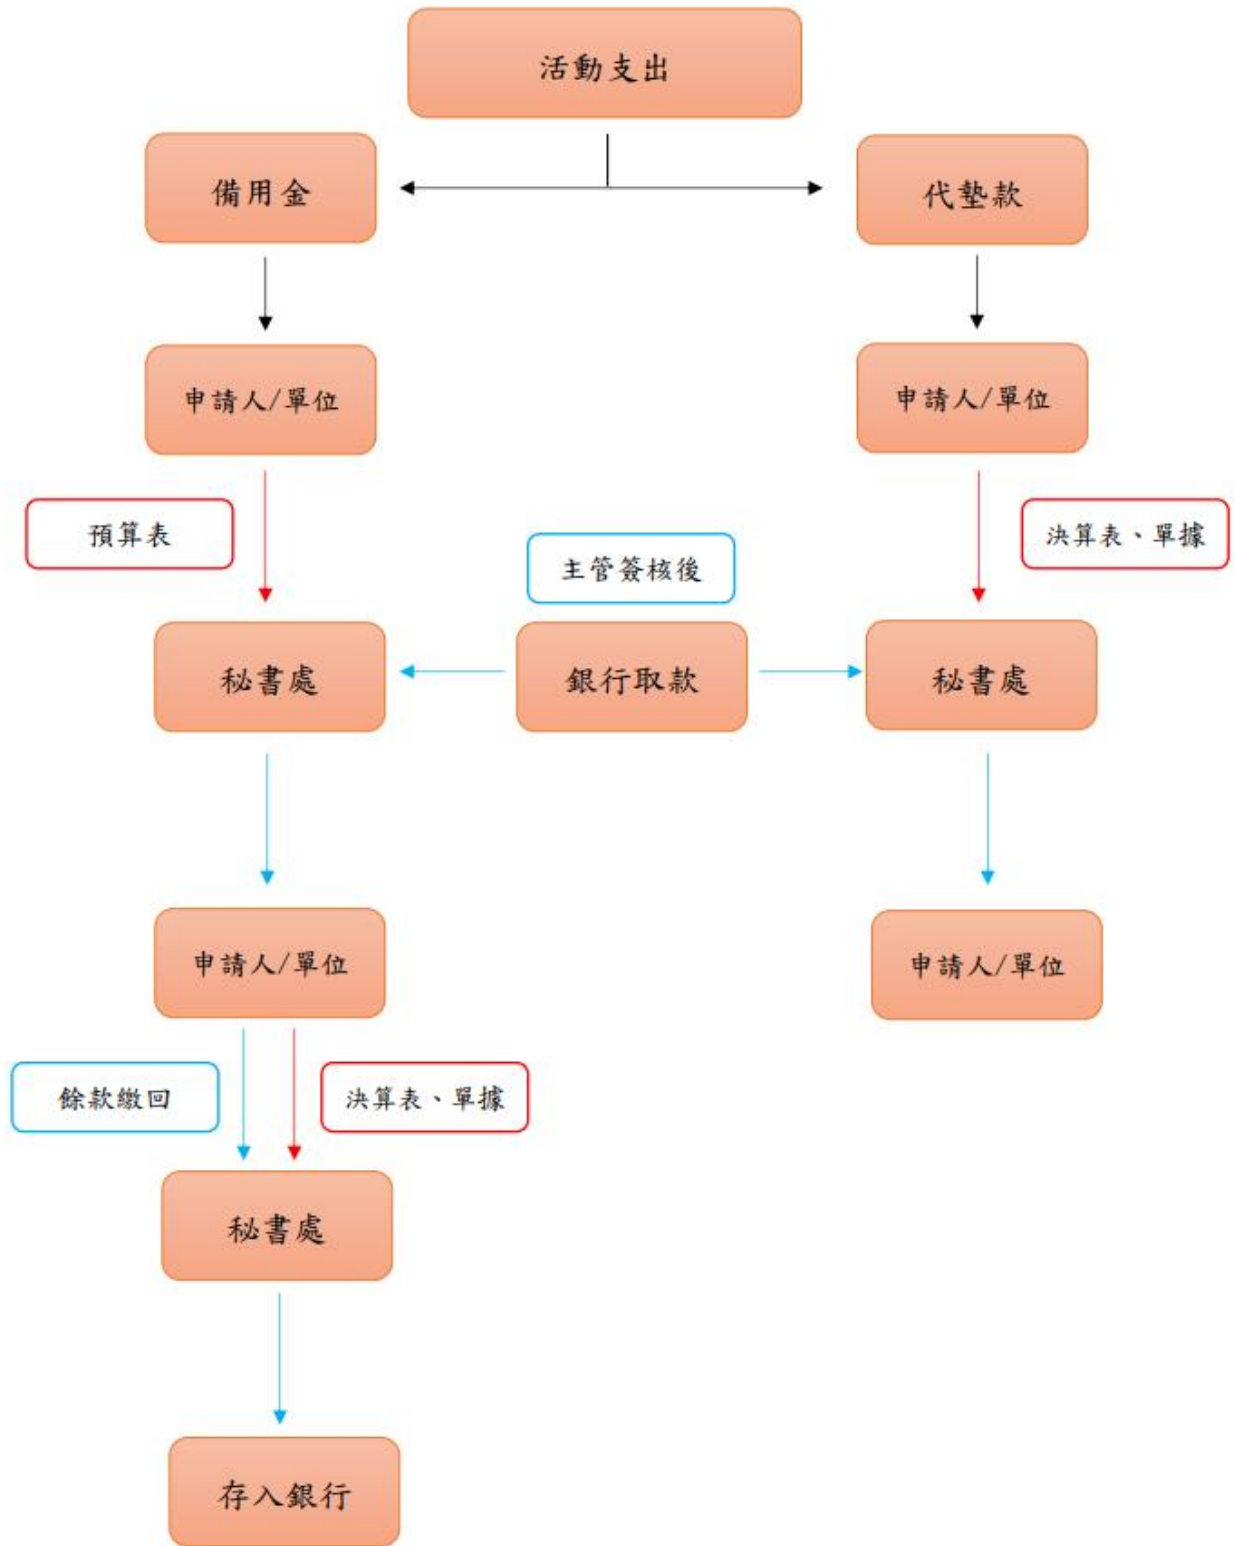 活動支出
備用金
代墊款
申請人/單位
申請人/單位
預算表
決算表、單據
主管簽核後
秘書處
銀行取款
秘書處
申請人/單位
申請人/單位
餘款繳回
決算表、單據
秘書處
存入銀行